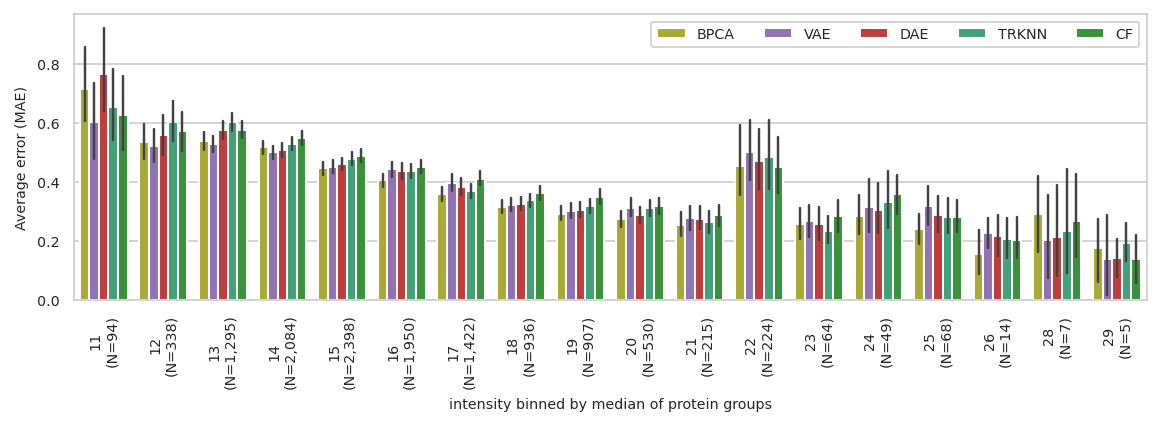 BPCA VAE DAE TRKNN CF
Average error (MAE)
0.8
0.6
0.4
0.2
0.0
11
(N=94)
12
(N=338)
13
(N=1,295)
14
(N=2,084)
15
(N=2,398)
16
(N=1,950)
17
(N=1,422)
18
(N=936)
19
(N=907)
20
(N=530)
21
(N=215)
22
(N=224)
23
(N=64)
24
(N=49)
25
(N=68)
26
(N=14)
28
(N=7)
29
(N=5)
intensity binned by median of protein groups